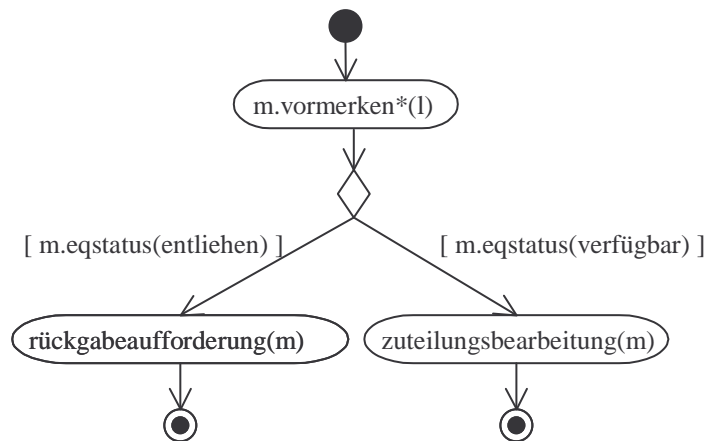 m.vormerken*(l)
[ m.eqstatus(entliehen) ]
[ m.eqstatus(verfügbar) ]
rückgabeaufforderung(m)
zuteilungsbearbeitung(m)